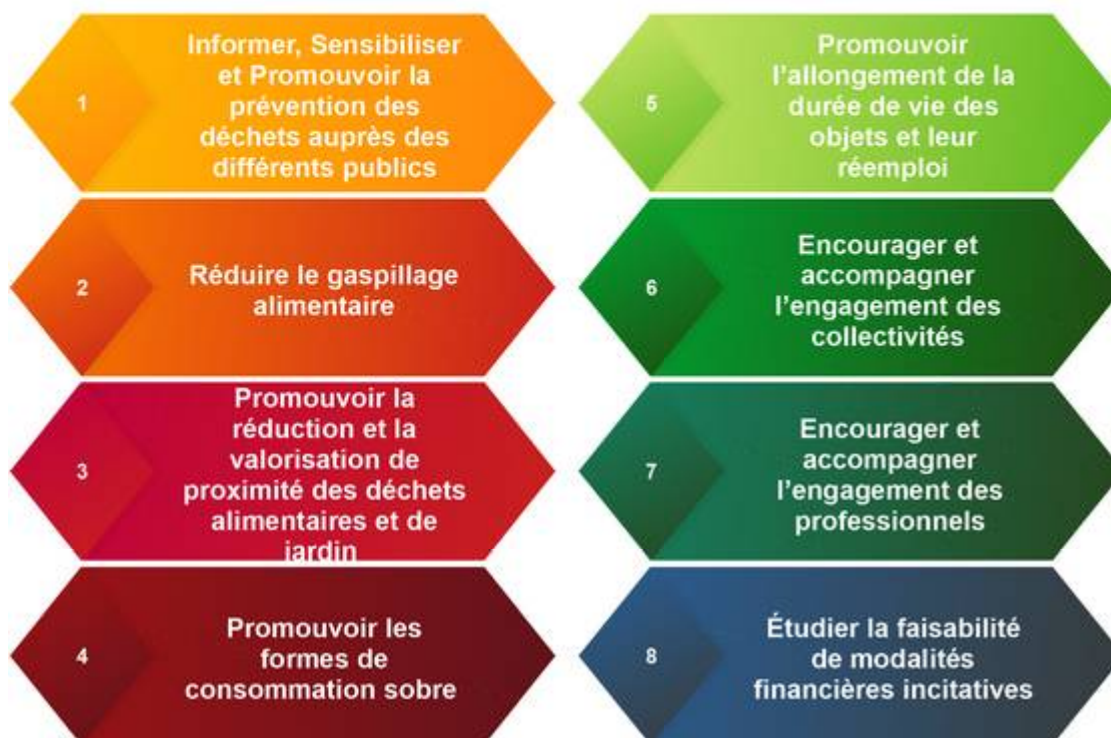 1
Informer, Sensibiliser
et Promouvoir la
prévention des
déchets auprès des
différents publics
2
Réduire le gaspillage
alimentaire
3
Promouvoir la
réduction et la
valorisation de
proximité des déchets
alimentaires et de
jardin
4
Promouvoir les
formes de
consommation sobre
5
Promouvoir
l'allongement de la
durée de vie des
objets et leur
réemploi
6
Encourager et
accompagner
l'engagement des
collectivités
7
Encourager et
accompagner
l'engagement des
professionnels
8
Étudier la faisabilité
de modalités
financières incitatives